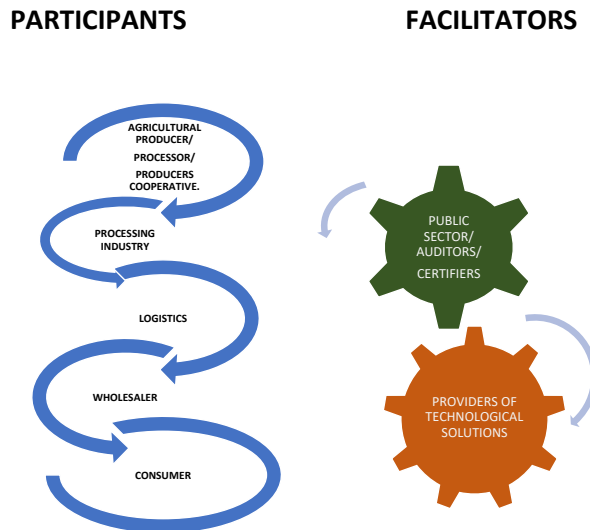 PARTICIPANTS
FACILITATORS
AGRICULTURAL
PRODUCER/
PROCESSOR/
PRODUCERS
COOPERATIVE.
PROCESSING
INDUSTRY
LOGISTICS
WHOLESALER
CONSUMER
PUBLIC
SECTOR/
AUDITORS/
CERTIFIERS
PROVIDERS OF
TECHNOLOGICAL
SOLUTIONS